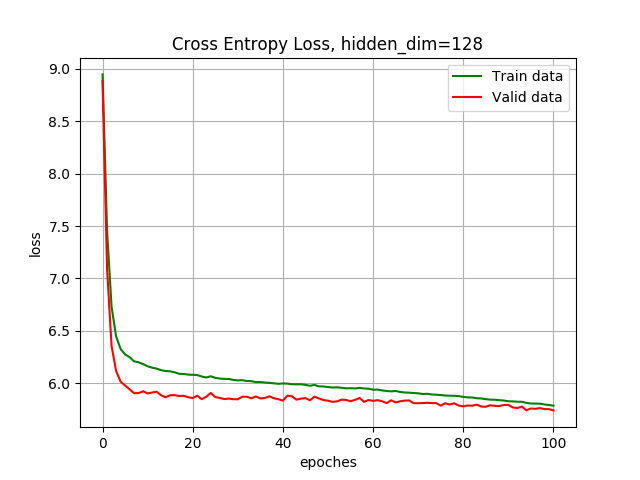 Cross Entropy Loss, hidden_dim=128
Train data
Valid data
9.0
8.5
8.0
7.5
7.0
6.5
6.0
loss
0 20 40 60 80 100
epoches